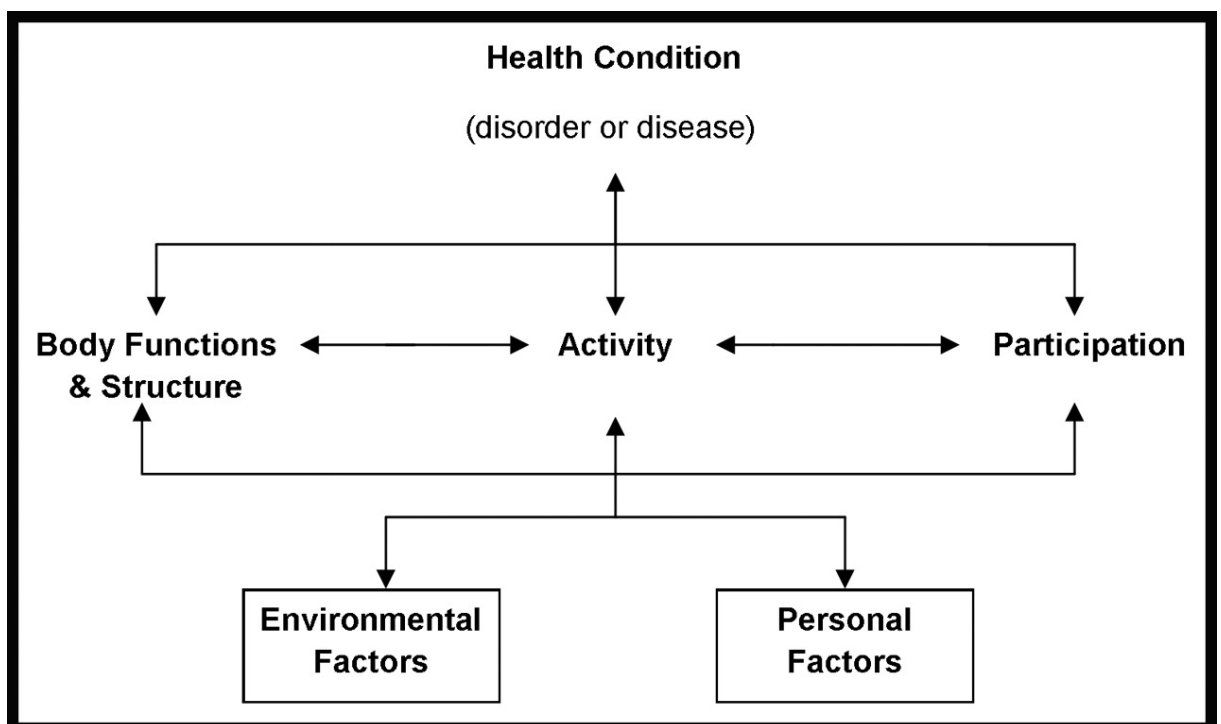 Health Condition
(disorder or disease)
Body Functions
& Structure
Activity
Participation
Environmental
Factors
Personal
Factors